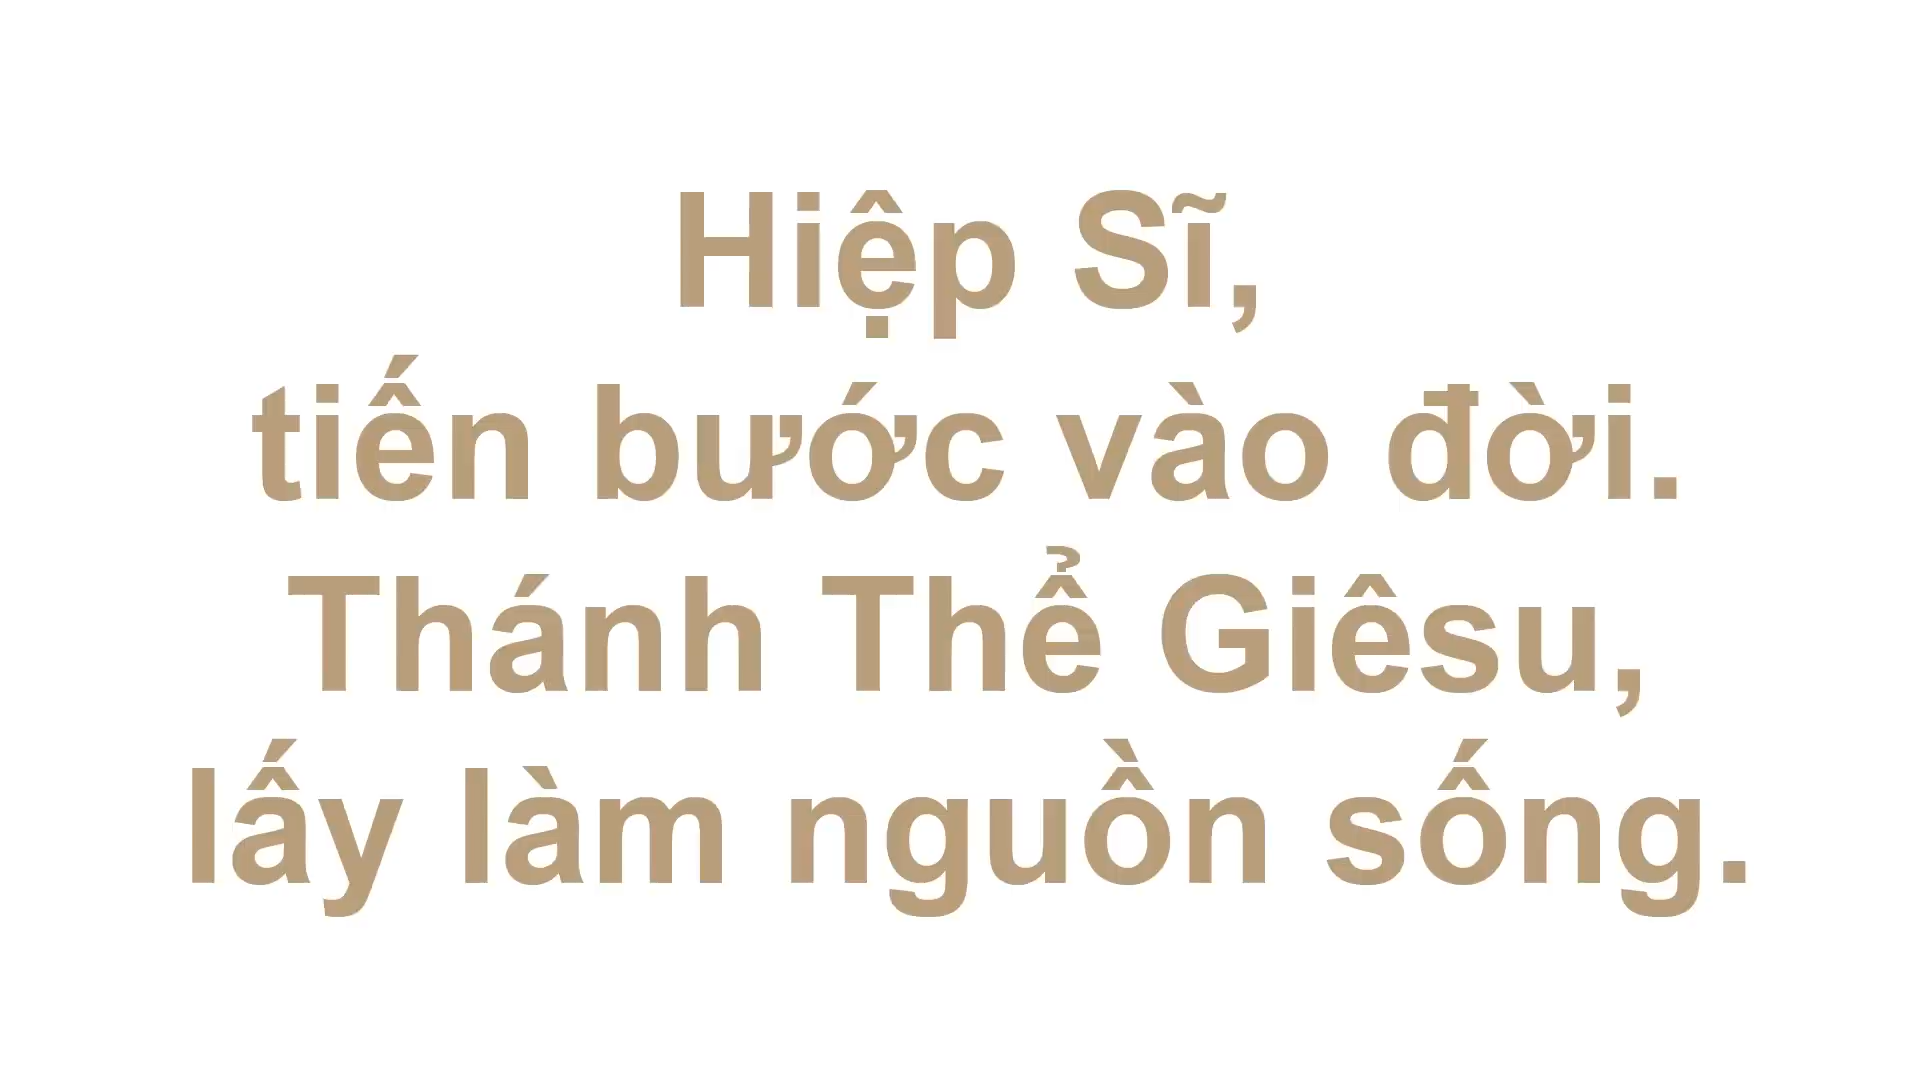 Hiệp Sĩ,
tiến bước vào đời.
Thánh Thể Giêsu,
lấy làm nguồn sống.